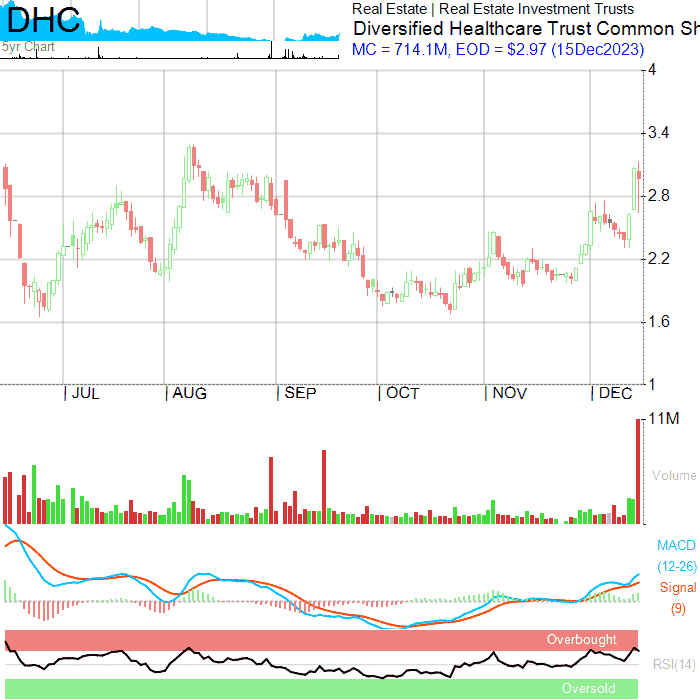 DHC
5yr Chart
Real Estate | Real Estate Investment Trusts
Diversified Healthcare Trust Common Sh
MC = 714.1M, EOD = $2.97 (15Dec2023)
4
3.4
2.8
2.2
1.6
1
JUL AUG SEP OCT NOV DEC
11M
Volume
MACD
(12-26)
Signal
(9)
Overbought
RSI(14)
Oversold